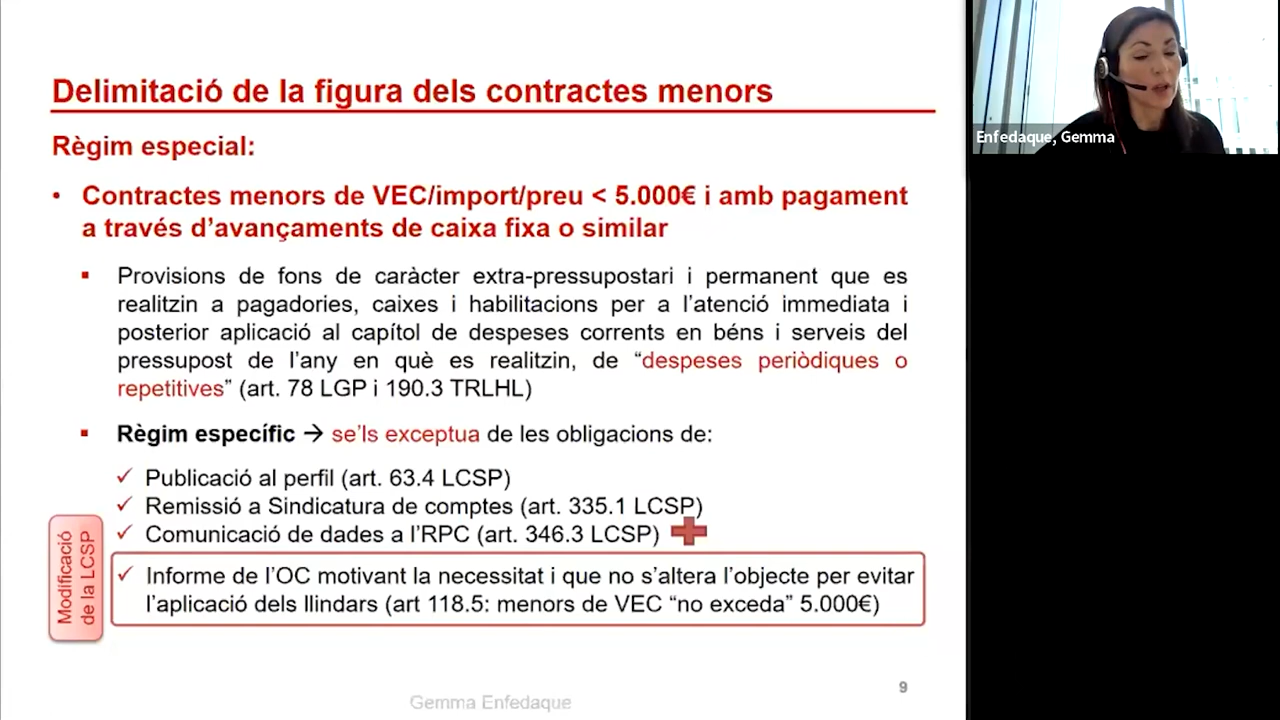 Delimitació de la figura dels contractes menors
Règim especial:
• Contractes menors de VEC/import/preu < 5.000€ i amb pagament
a través d’avançaments de caixa fixa o similar
▪ Provisions de fons de caràcter extra-pressupostari i permanent que es
realitzin a pagadories, caixes i habilitacions per a l’atenció immediata i
posterior aplicació al capítol de despeses corrents en béns i serveis del
pressupost de l’any en què es realitzin, de “despeses periòdiques o
repetitives” (art. 78 LGP i 190.3 TRLHL)
▪ Règim específic → se’ls exceptua de les obligacions de:
✓ Publicació al perfil (art. 63.4 LCSP)
✓ Remissió a Sindicatura de comptes (art. 335.1 LCSP)
✓ Comunicació de dades a l’RPC (art. 346.3 LCSP)
Modificació
de la LCSP
✓ Informe de l’OC motivant la necessitat i que no s’altera l’objecte per evitar
l’aplicació dels llindars (art 118.5: menors de VEC “no exceda” 5.000€)
9
Gemma Enfedaque
Enfedaque, Gemma